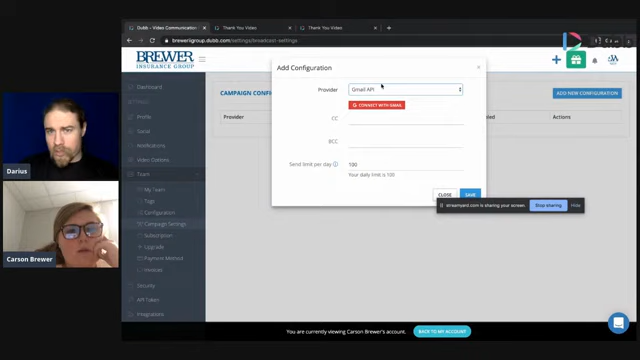 Dubb - Video Communication
Thank You Video
Thank You Video
brewerigroup.dubb.com/settings/broadcast-settings
BREWER
INSURANCE GROUP
Dashboard
Profile
Social
Notifications
Video Options
Team
My Team
Tags
Configuration
Campaign Settings
Subscription
Upgrade
Payment Method
Invoices
Security
API Token
Integrations
CAMPAIGN CONFI
ADD NEW CONFIGURATION
Provider
Actions
Add Configuration
×
Provider
Gmail API
G CONNECT WITH GMAIL
CC
BCC
Send limit per day
100
Your daily limit is 100
CLOSE
SAVE
streamyard.com is sharing your screen.
Stop sharing
Hide
Darius
Carson Brewer
You are currently viewing Carson Brewer's account.
BACK TO MY ACCOUNT